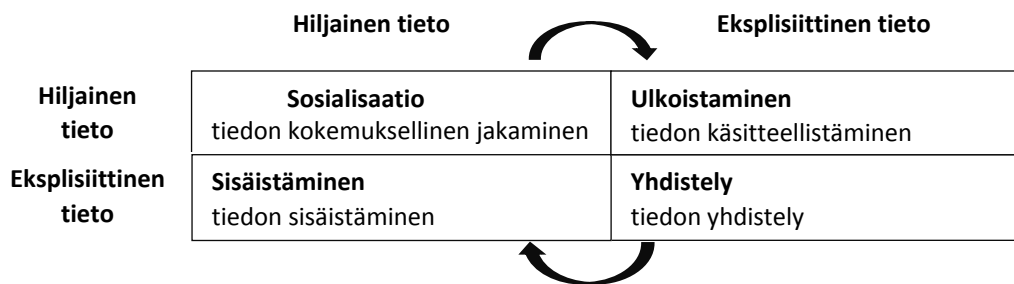 Hiljainen tieto Eksplisiittinen tieto
Hiljainen tieto
Sosialisaatio
tiedon kokemuksellinen jakaminen
Ulkoistaminen
tiedon käsitteellistäminen
Eksplisiittinen
tieto
Sisäistäminen
tiedon sisäistäminen
Yhdistely
tiedon yhdistely